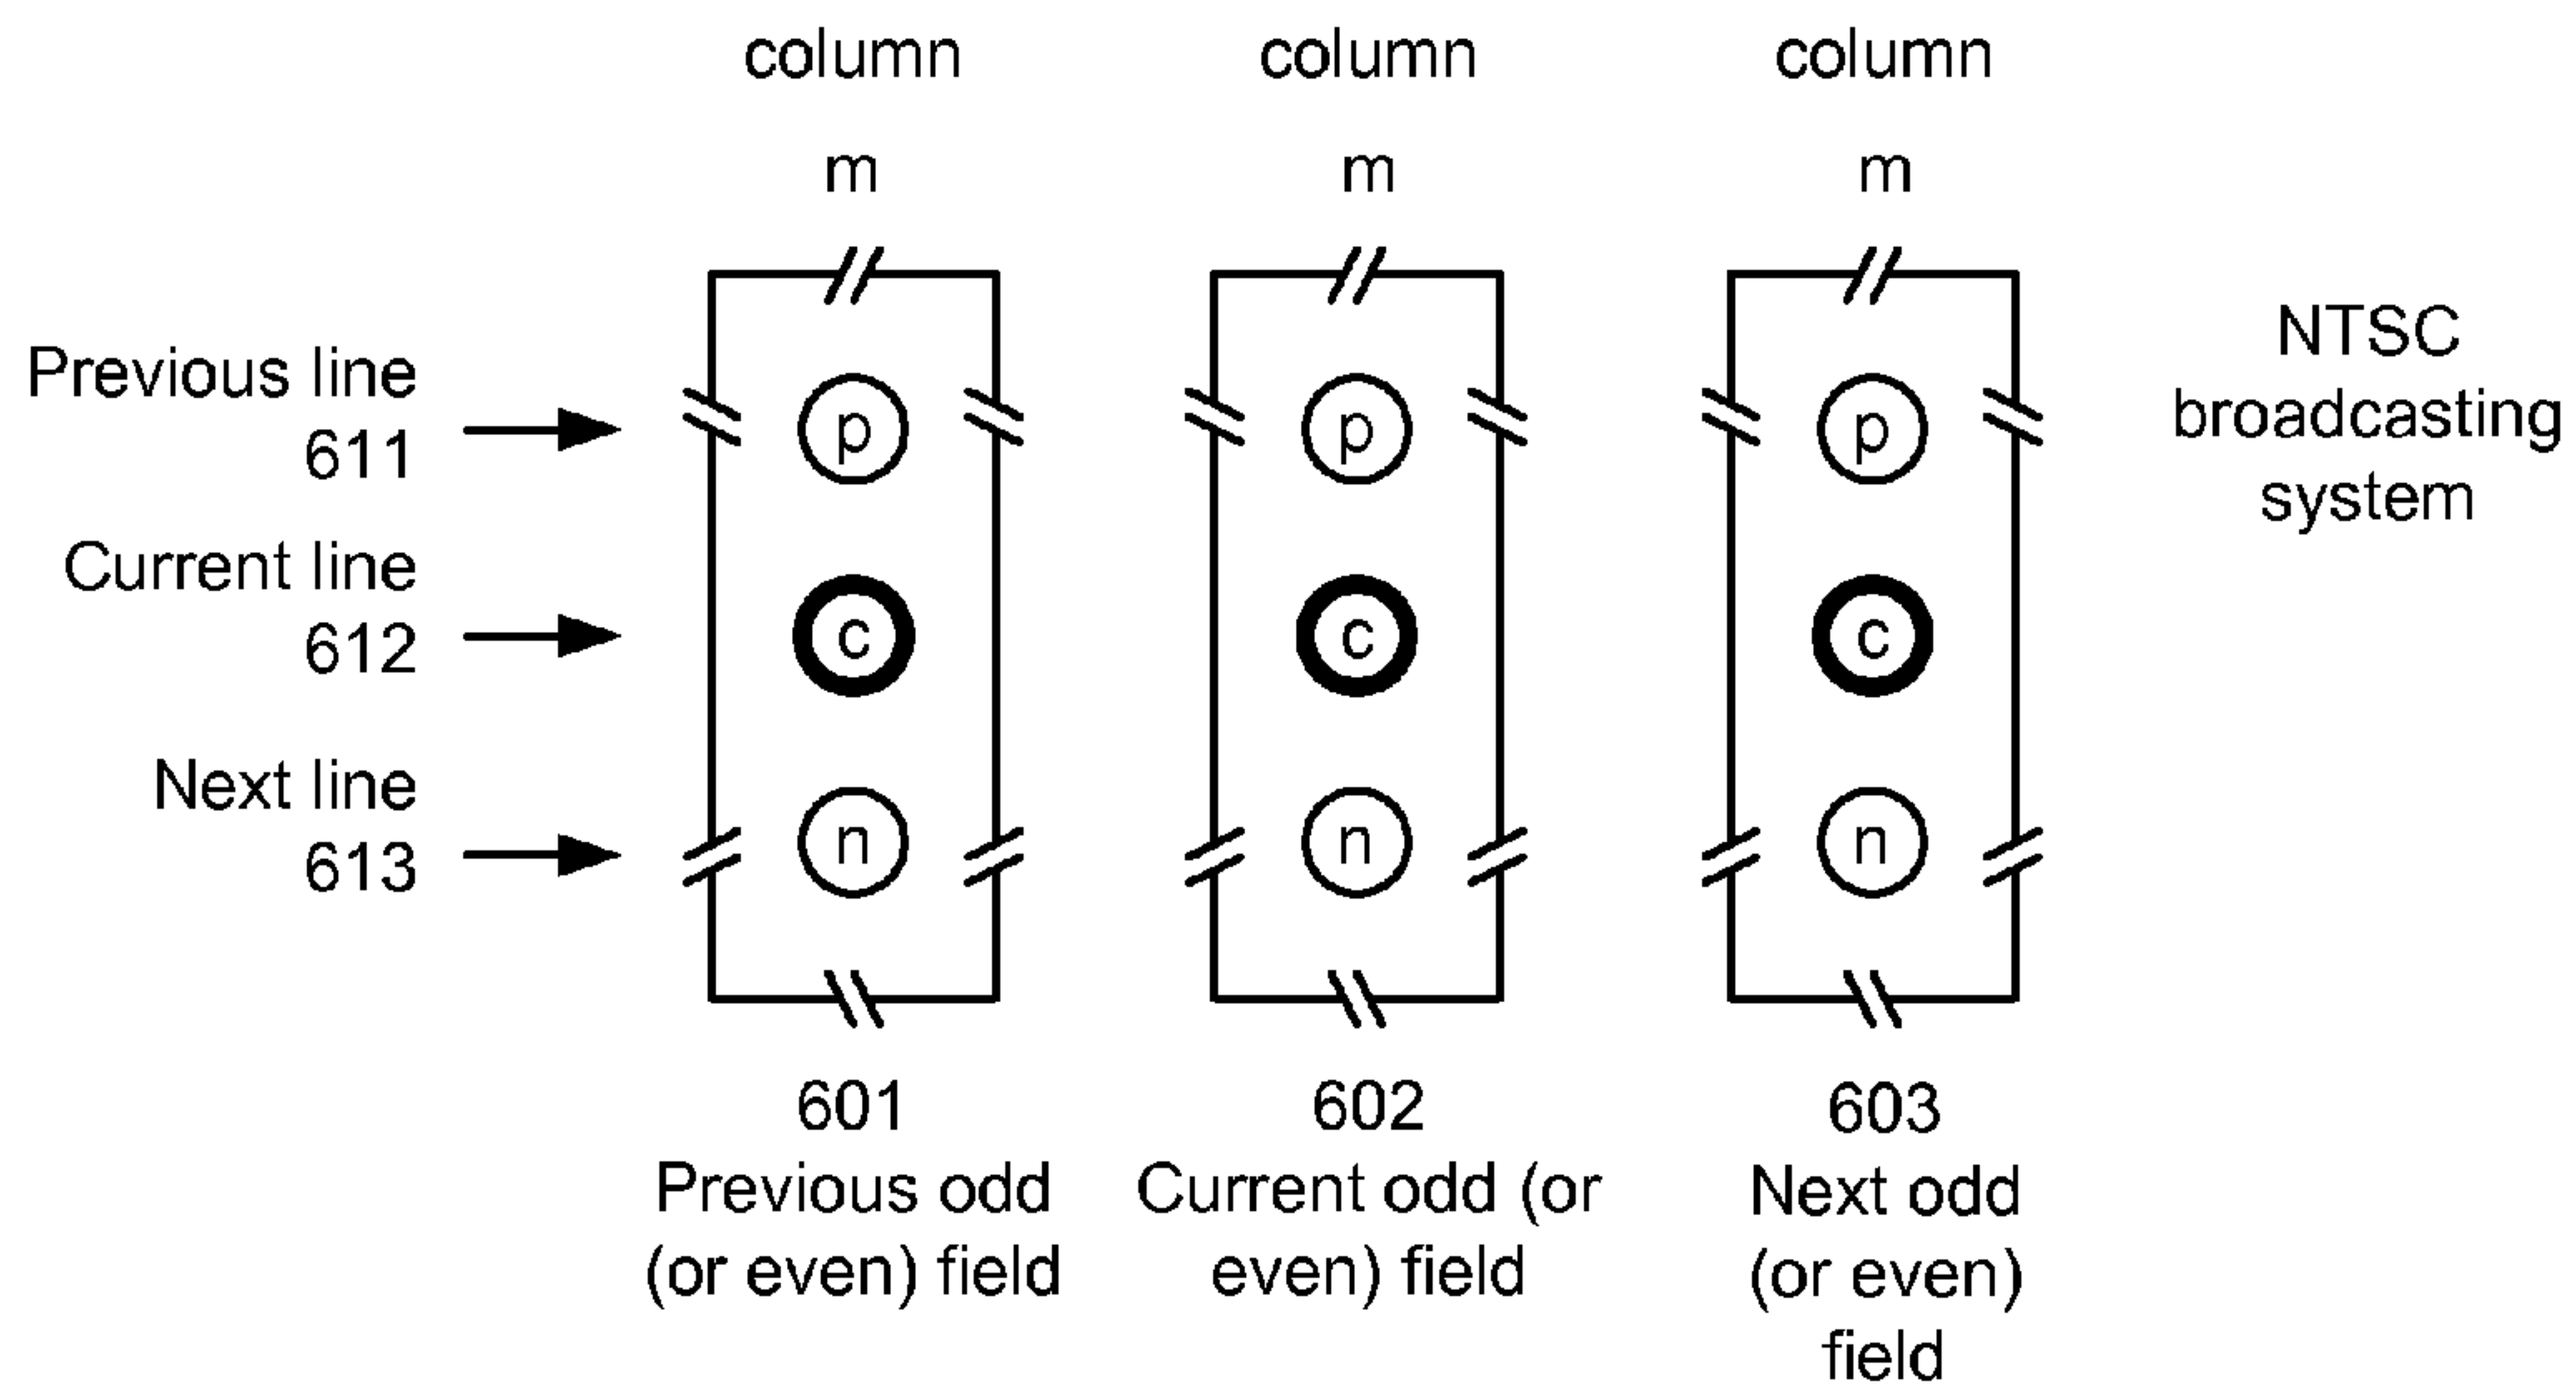 column
column
column
m
m
m
Previous line
611
p
p
p
NTSC
broadcasting
system
Current line
612
c
c
c
Next line
613
n
n
n
601
Previous odd
(or even) field
602
Current odd (or
even) field
603
Next odd
(or even)
field